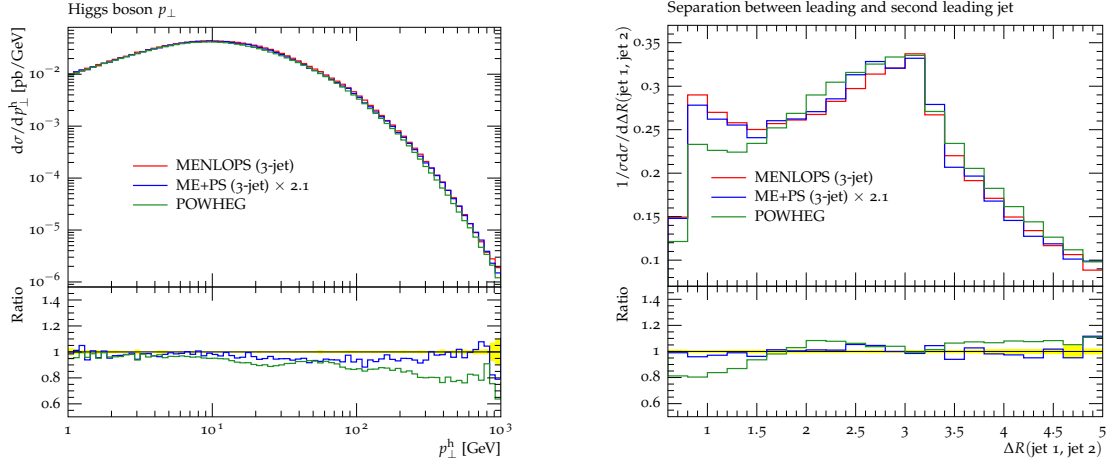 Higgs boson p⊥
dσ/dp⊥ʰ [pb/GeV]
10⁻²
10⁻³
10⁻⁴
10⁻⁵
10⁻⁶
MENLOPS (3-jet)
ME+PS (3-jet) × 2.1
POWHEG
Ratio
1.4
1.2
1.0
0.8
0.6
1
10¹
10²
10³
p⊥ʰ [GeV]
Separation between leading and second leading jet
1/σdσ/dΔR(jet 1, jet 2)
0.35
0.3
0.25
0.2
0.15
0.1
MENLOPS (3-jet)
ME+PS (3-jet) × 2.1
POWHEG
Ratio
1.4
1.2
1
0.8
0.6
1 1.5 2 2.5 3 3.5 4 4.5 5
ΔR(jet 1, jet 2)